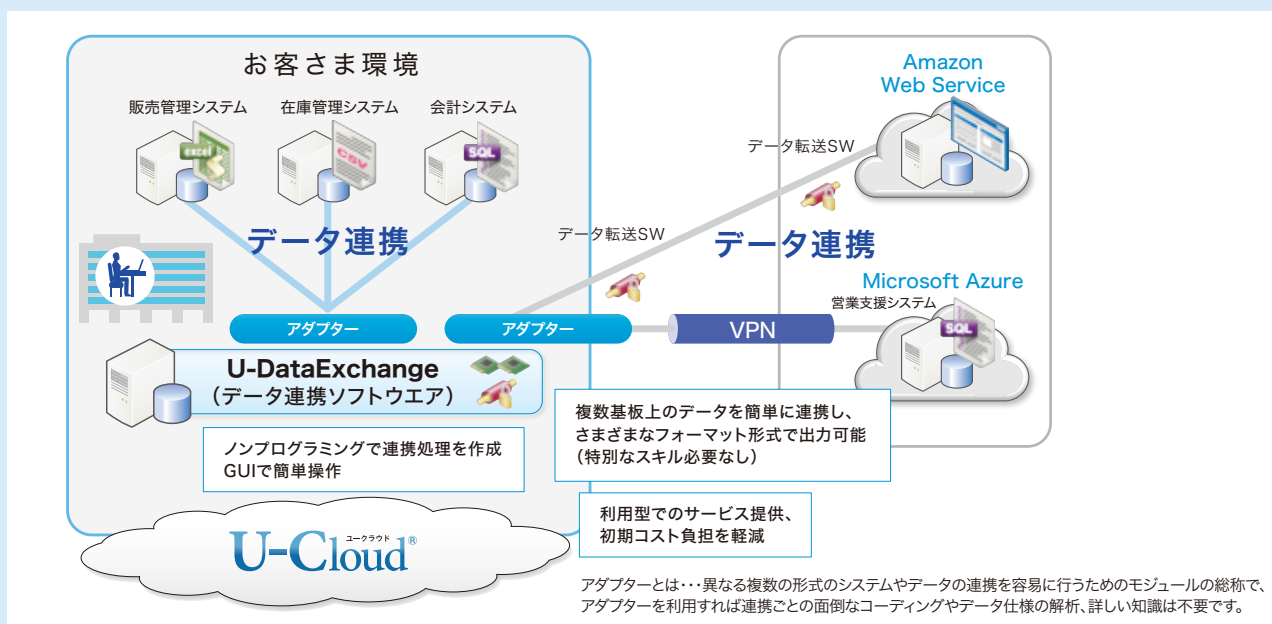 お客さま環境
販売管理システム
在庫管理システム
会計システム
excel
CSV
SQL
データ連携
アダプター
アダプター
U-DataExchange
（データ連携ソフトウエア）
ノンプログラミングで連携処理を作成
GUIで簡単操作
ユークラウド
U-Cloud®
データ転送SW
データ転送SW
データ連携
VPN
Amazon
Web Service
Microsoft Azure
営業支援システム
SQL
複数基板上のデータを簡単に連携し、
さまざまなフォーマット形式で出力可能
（特別なスキル必要なし）
利用型でのサービス提供、
初期コスト負担を軽減
アダプターとは・・・異なる複数の形式のシステムやデータの連携を容易に行うためのモジュールの総称で、
アダプターを利用すれば連携ごとの面倒なコーディングやデータ仕様の解析、詳しい知識は不要です。